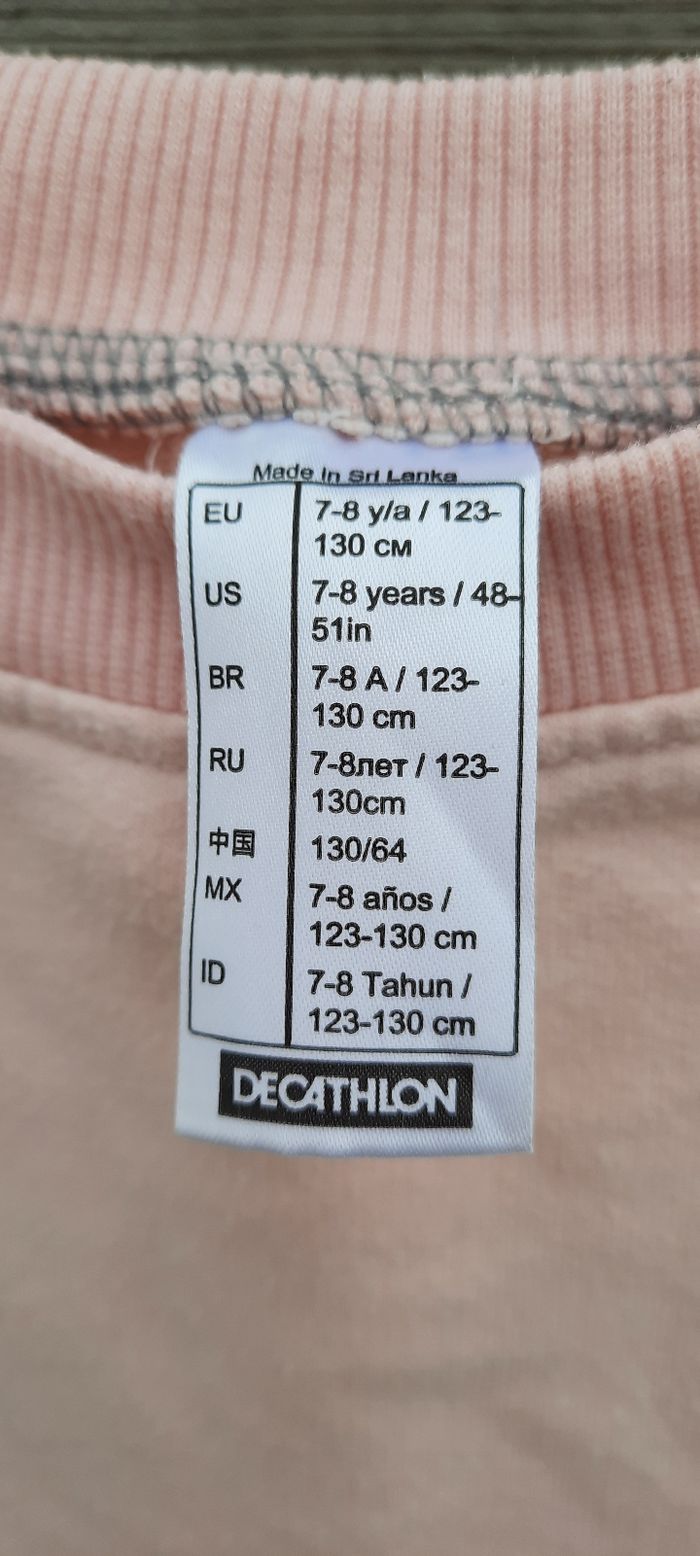 Made In Sri Lanka
EU 7-8 y/a / 123-
130 см
US 7-8 years / 48-
51in
BR 7-8 A / 123-
130 cm
RU 7-8лет / 123-
130cm
中国 130/64
MX 7-8 años /
123-130 cm
ID 7-8 Tahun /
123-130 cm
DECATHLON